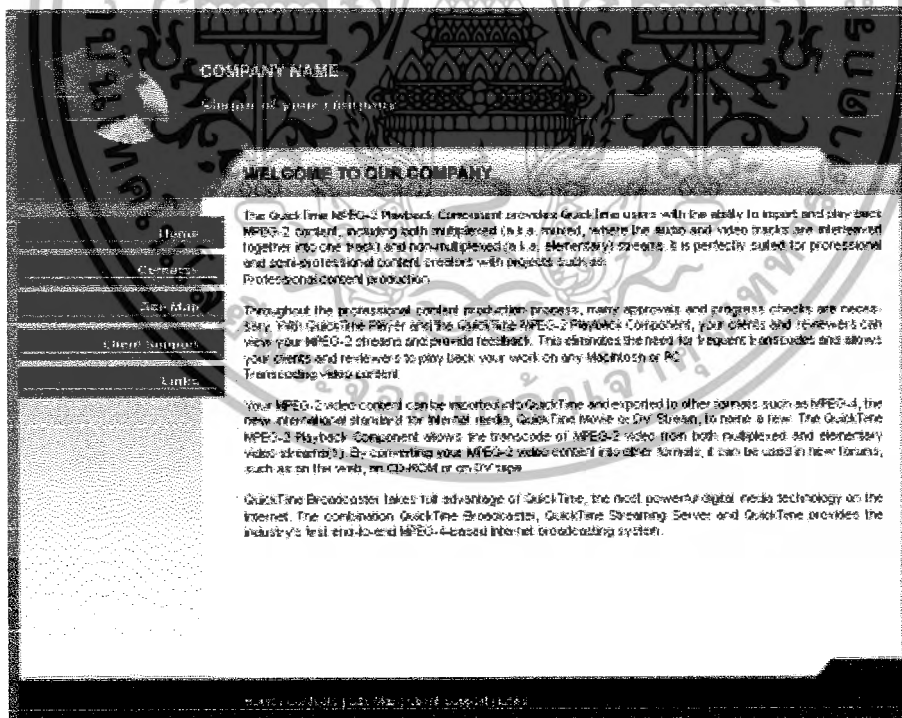 COMPANY NAME
Slogan of your company
WELCOME TO OUR COMPANY
Home
Contacts
Site Map
Client Support
Links
The QuickTime MPEG-2 Playback Component provides QuickTime users with the ability to import and play back
MPEG-2 content, including both multiplexed (a.k.a. muxed, where the audio and video tracks are interleaved
together into one track) and non-multiplexed (a.k.a. elementary) streams. It is perfectly suited for professional
and semi-professional content creators with projects such as:
Professional content production
Throughout the professional content production process, many approvals and progress checks are neces-
sary. With QuickTime Player and the QuickTime MPEG-2 Playback Component, your clients and reviewers can
view your MPEG-2 streams and provide feedback. This eliminates the need for frequent transcodes and allows
your clients and reviewers to play back your work on any Macintosh or PC
Transcoding video content
Your MPEG-2 video content can be imported into QuickTime and exported to other formats such as MPEG-4, the
new international standard for internet media, QuickTime Movie or DV Stream, to name a few. The QuickTime
MPEG-2 Playback Component allows the transcode of MPEG-2 video from both multiplexed and elementary
video streams(s). By converting your MPEG-2 video content into other formats, it can be used in new forums,
such as on the web, on CD-ROM or on DV tape
QuickTime Broadcaster takes full advantage of QuickTime, the most powerful digital media technology on the
internet. The combination QuickTime Broadcaster, QuickTime Streaming Server and QuickTime provides the
industry's first end-to-end MPEG-4-based internet broadcasting system.
Home | Contacts | Site Map | Client Support | Links